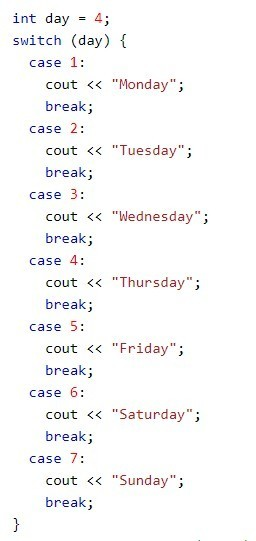 int day = 4;
switch (day) {
  case 1:
    cout << "Monday";
    break;
  case 2:
    cout << "Tuesday";
    break;
  case 3:
    cout << "Wednesday";
    break;
  case 4:
    cout << "Thursday";
    break;
  case 5:
    cout << "Friday";
    break;
  case 6:
    cout << "Saturday";
    break;
  case 7:
    cout << "Sunday";
    break;
}